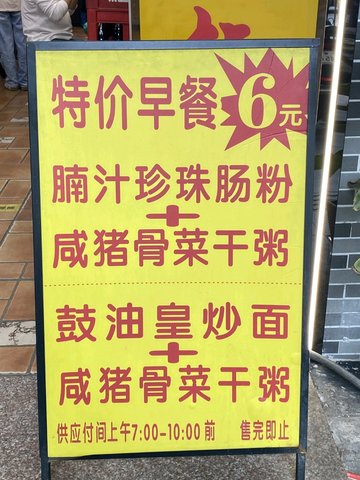 特价早餐 6元
腩汁珍珠肠粉
+
咸猪骨菜干粥
鼓油皇炒面
+
咸猪骨菜干粥
供应付间上午7:00-10:00前 售完即止